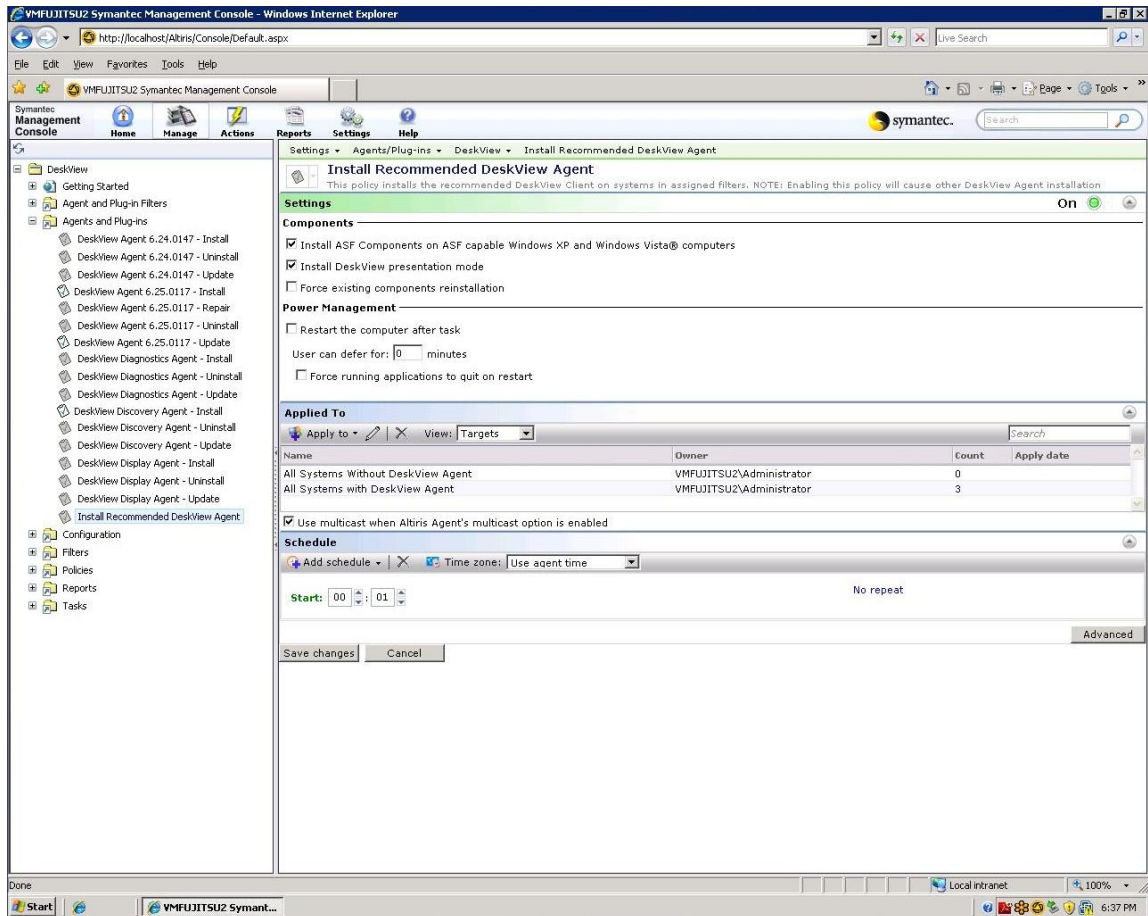 VMFUJITSU2 Symantec Management Console - Windows Internet Explorer
http://localhost/Altiris/Console/Default.aspx
Live Search
File Edit View Favorites Tools Help
VMFUJITSU2 Symantec Management Console
Page Tools
Symantec
Management
Console
Home Manage Actions Reports Settings Help
symantec.
Search
DeskView
Getting Started
Agent and Plug-in Filters
Agents and Plug-ins
DeskView Agent 6.24.0147 - Install
DeskView Agent 6.24.0147 - Uninstall
DeskView Agent 6.24.0147 - Update
DeskView Agent 6.25.0117 - Install
DeskView Agent 6.25.0117 - Repair
DeskView Agent 6.25.0117 - Uninstall
DeskView Agent 6.25.0117 - Update
DeskView Diagnostics Agent - Install
DeskView Diagnostics Agent - Uninstall
DeskView Diagnostics Agent - Update
DeskView Discovery Agent - Install
DeskView Discovery Agent - Uninstall
DeskView Discovery Agent - Update
DeskView Display Agent - Install
DeskView Display Agent - Uninstall
DeskView Display Agent - Update
Install Recommended DeskView Agent
Configuration
Filters
Policies
Reports
Tasks
Settings Agents/Plug-ins DeskView Install Recommended DeskView Agent
Install Recommended DeskView Agent
This policy installs the recommended DeskView Client on systems in assigned filters. NOTE: Enabling this policy will cause other DeskView Agent installation
Settings On
Components
Install ASF Components on ASF capable Windows XP and Windows Vista® computers
Install DeskView presentation mode
Force existing components reinstallation
Power Management
Restart the computer after task
User can defer for: 0 minutes
Force running applications to quit on restart
Applied To
Apply to View: Targets Search
Name Owner Count Apply date
All Systems Without DeskView Agent VMFUJITSU2\Administrator 0
All Systems with DeskView Agent VMFUJITSU2\Administrator 3
Use multicast when Altiris Agent's multicast option is enabled
Schedule
Add schedule Time zone: Use agent time
Start: 00 : 01 No repeat
Advanced
Save changes Cancel
Done Local intranet 100%
Start VMFUJITSU2 Symant... 6:37 PM